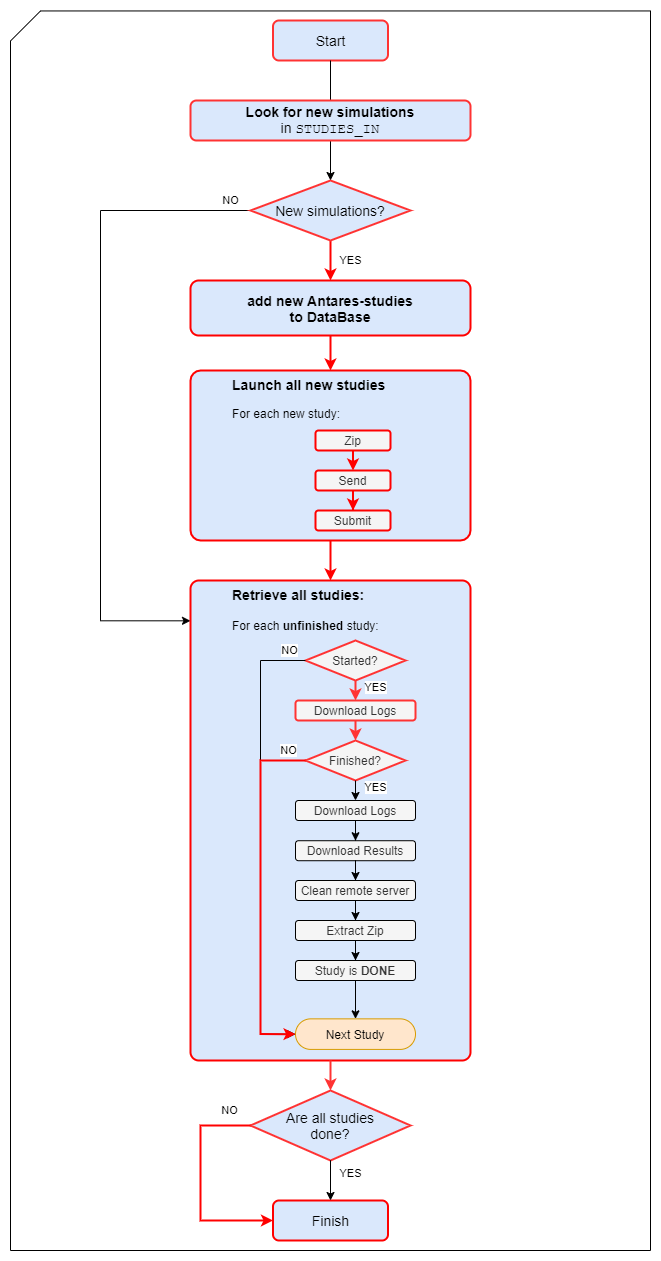 Start
Look for new simulations
in STUDIES_IN
New simulations?
NO
YES
add new Antares-studies
to DataBase
Launch all new studies
For each new study:
Zip
Send
Submit
Retrieve all studies:
For each unfinished study:
NO
Started?
YES
Download Logs
NO
Finished?
YES
Download Logs
Download Results
Clean remote server
Extract Zip
Study is DONE
Next Study
NO
Are all studies
done?
YES
Finish